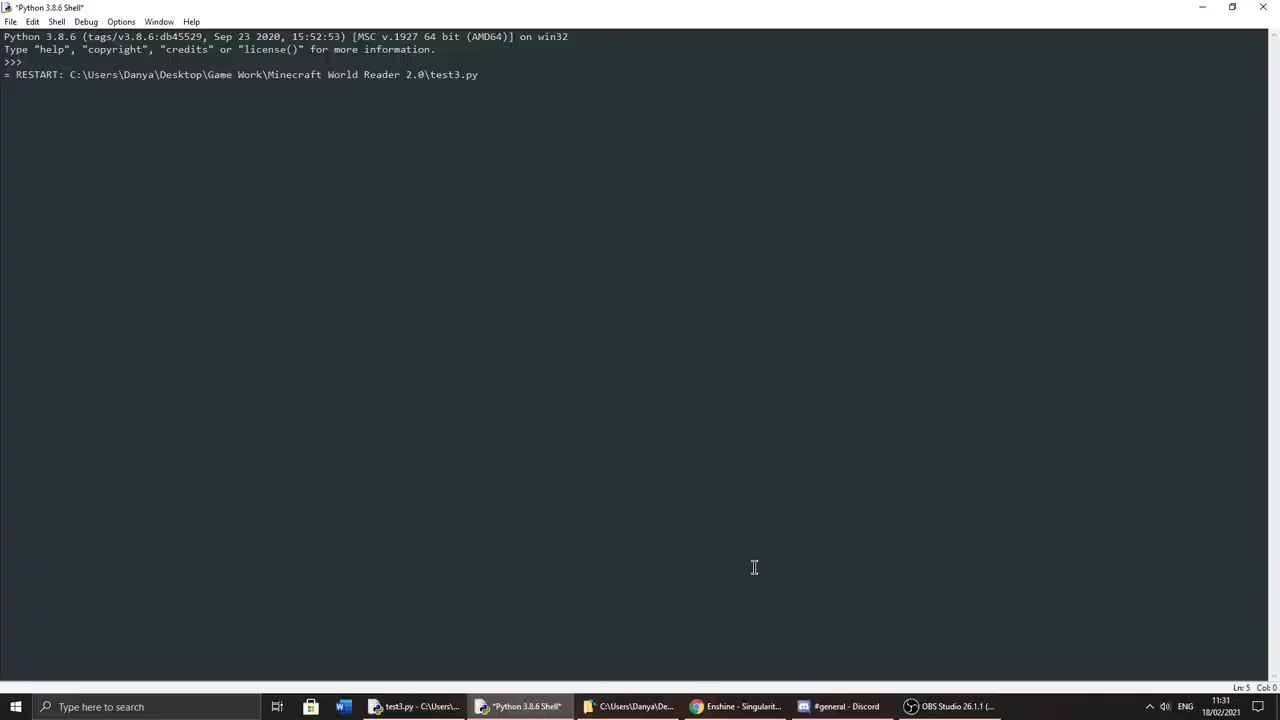 *Python 3.8.6 Shell*
File Edit Shell Debug Options Window Help
Python 3.8.6 (tags/v3.8.6:db45529, Sep 23 2020, 15:52:53) [MSC v.1927 64 bit (AMD64)] on win32
Type "help", "copyright", "credits" or "license()" for more information.
>>>
= RESTART: C:\Users\Danya\Desktop\Game Work\Minecraft World Reader 2.0\test3.py
Ln: 5 Col: 0
Type here to search
test3.py - C:\Users\...
*Python 3.8.6 Shell*
C:\Users\Danya\De...
Enshine - Singularit...
#general - Discord
OBS Studio 26.1.1 (...
ENG
11:31
18/02/2021